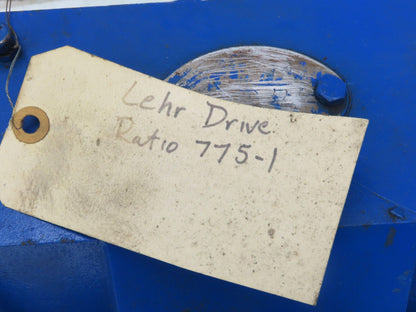 Lehr Drive
Ratio 775-1